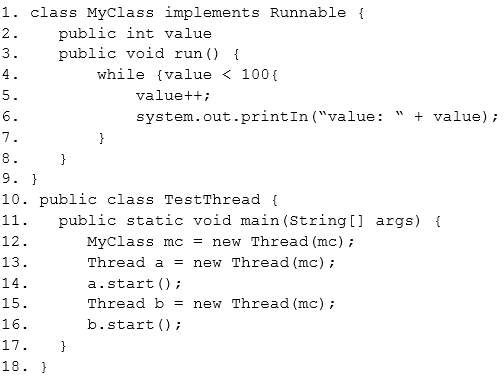 1. class MyClass implements Runnable {
2. public int value
3. public void run() {
4. while {value < 100{
5. value++;
6. system.out.printIn(“value: “ + value);
7. }
8. }
9. }
10. public class TestThread {
11. public static void main(String[] args) {
12. MyClass mc = new Thread(mc);
13. Thread a = new Thread(mc);
14. a.start();
15. Thread b = new Thread(mc);
16. b.start();
17. }
18. }